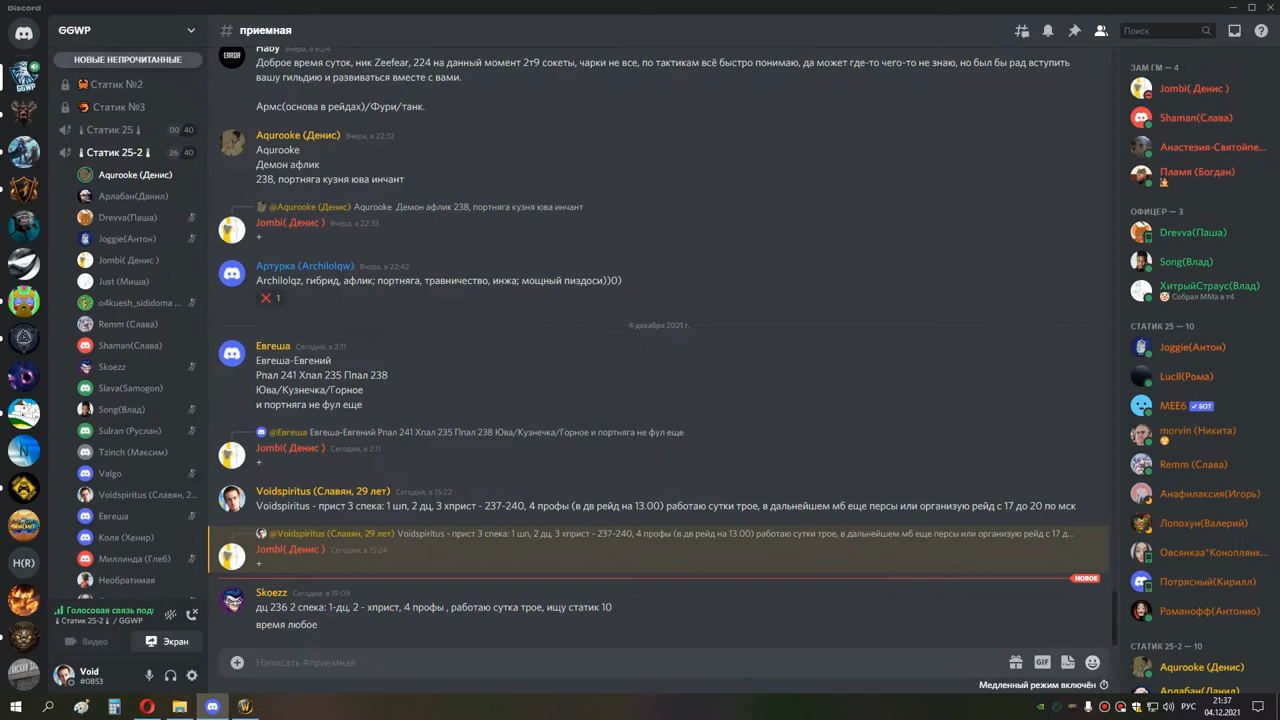 Discord
GGWP
НОВЫЕ НЕПРОЧИТАННЫЕ
Статик №2
Статик №3
Статик 25
00 40
Статик 25-2
26 40
Aqurooke (Денис)
Арлабан(Данил)
Drevva(Паша)
Joggie(Антон)
Jombi( Денис )
Just (Миша)
o4kuesh_sididoma ...
Remm (Слава)
Shaman(Слава)
Skoezz
Slava(Samogon)
Song(Влад)
Sulran (Руслан)
Tzinch (Максим)
Valgo
Voidspiritus (Славян, 2...
Евгеша
Коля (Хенир)
Миллинда (Глеб)
Необратимая
Голосовая связь подк
Статик 25-2 / GGWP
Видео
Экран
Void
#0853
H(R)
# приемная
Поиск
Haby Вчера, в 6:24
Доброе время суток, ник Zeefear, 224 на данный момент 2т9 сокеты, чарки не все, по тактикам всё быстро понимаю, да может где-то чего-то не знаю, но был бы рад вступить
вашу гильдию и развиваться вместе с вами.
Армс(основа в рейдах)/Фури/танк.
Aqurooke (Денис) Вчера, в 22:32
Aqurooke
Демон афлик
238, портняга кузня юва инчант
@Aqurooke (Денис) Aqurooke Демон афлик 238, портняга кузня юва инчант
Jombi( Денис ) Вчера, в 22:33
+
Артурка (Archilolqw) Вчера, в 22:42
Archilolqz, гибрид, афлик; портняга, травничество, инжа; мощный пиздоси))0)
1
4 декабря 2021 г.
Евгеша Сегодня, в 2:11
Евгеша-Евгений
Рпал 241 Хпал 235 Ппал 238
Юва/Кузнечка/Горное
и портняга не фул еще
@Евгеша Евгеша-Евгений Рпал 241 Хпал 235 Ппал 238 Юва/Кузнечка/Горное и портняга не фул еще
Jombi( Денис ) Сегодня, в 2:11
+
Voidspiritus (Славян, 29 лет) Сегодня, в 15:22
Voidspiritus - прист 3 спека: 1 шп, 2 дц, 3 хприст - 237-240, 4 профы (в дв рейд на 13.00) работаю сутки трое, в дальнейшем мб еще персы или организую рейд с 17 до 20 по мск
@Voidspiritus (Славян, 29 лет) Voidspiritus - прист 3 спека: 1 шп, 2 дц, 3 хприст - 237-240, 4 профы (в дв рейд на 13.00) работаю сутки трое, в дальнейшем мб еще персы или организую рейд с 17 д...
Jombi( Денис ) Сегодня, в 15:24
+
НОВОЕ
Skoezz Сегодня, в 19:09
дц 236 2 спека: 1-дц, 2 - хприст, 4 профы , работаю сутка трое, ищу статик 10
время любое
Написать #приемная
GIF
Медленный режим включён
ЗАМ ГМ — 4
Jombi( Денис )
Shaman(Слава)
Анастезия-Святойпе...
Пламя (Богдан)
ОФИЦЕР — 3
Drevva(Паша)
Song(Влад)
ХитрыйСтраус(Влад)
Собрал ММа в т4
СТАТИК 25 — 10
Joggie(Антон)
Lucil(Рома)
MEE6 БОТ
morvin (Никита)
Remm (Слава)
Анафилаксия(Игорь)
Лопохун(Валерий)
Овсянкаа*Коноплянк...
Потрясный(Кирилл)
Романофф(Антонио)
СТАТИК 25-2 — 10
Aqurooke (Денис)
Арлабан(Данил)
РУС
21:37
04.12.2021